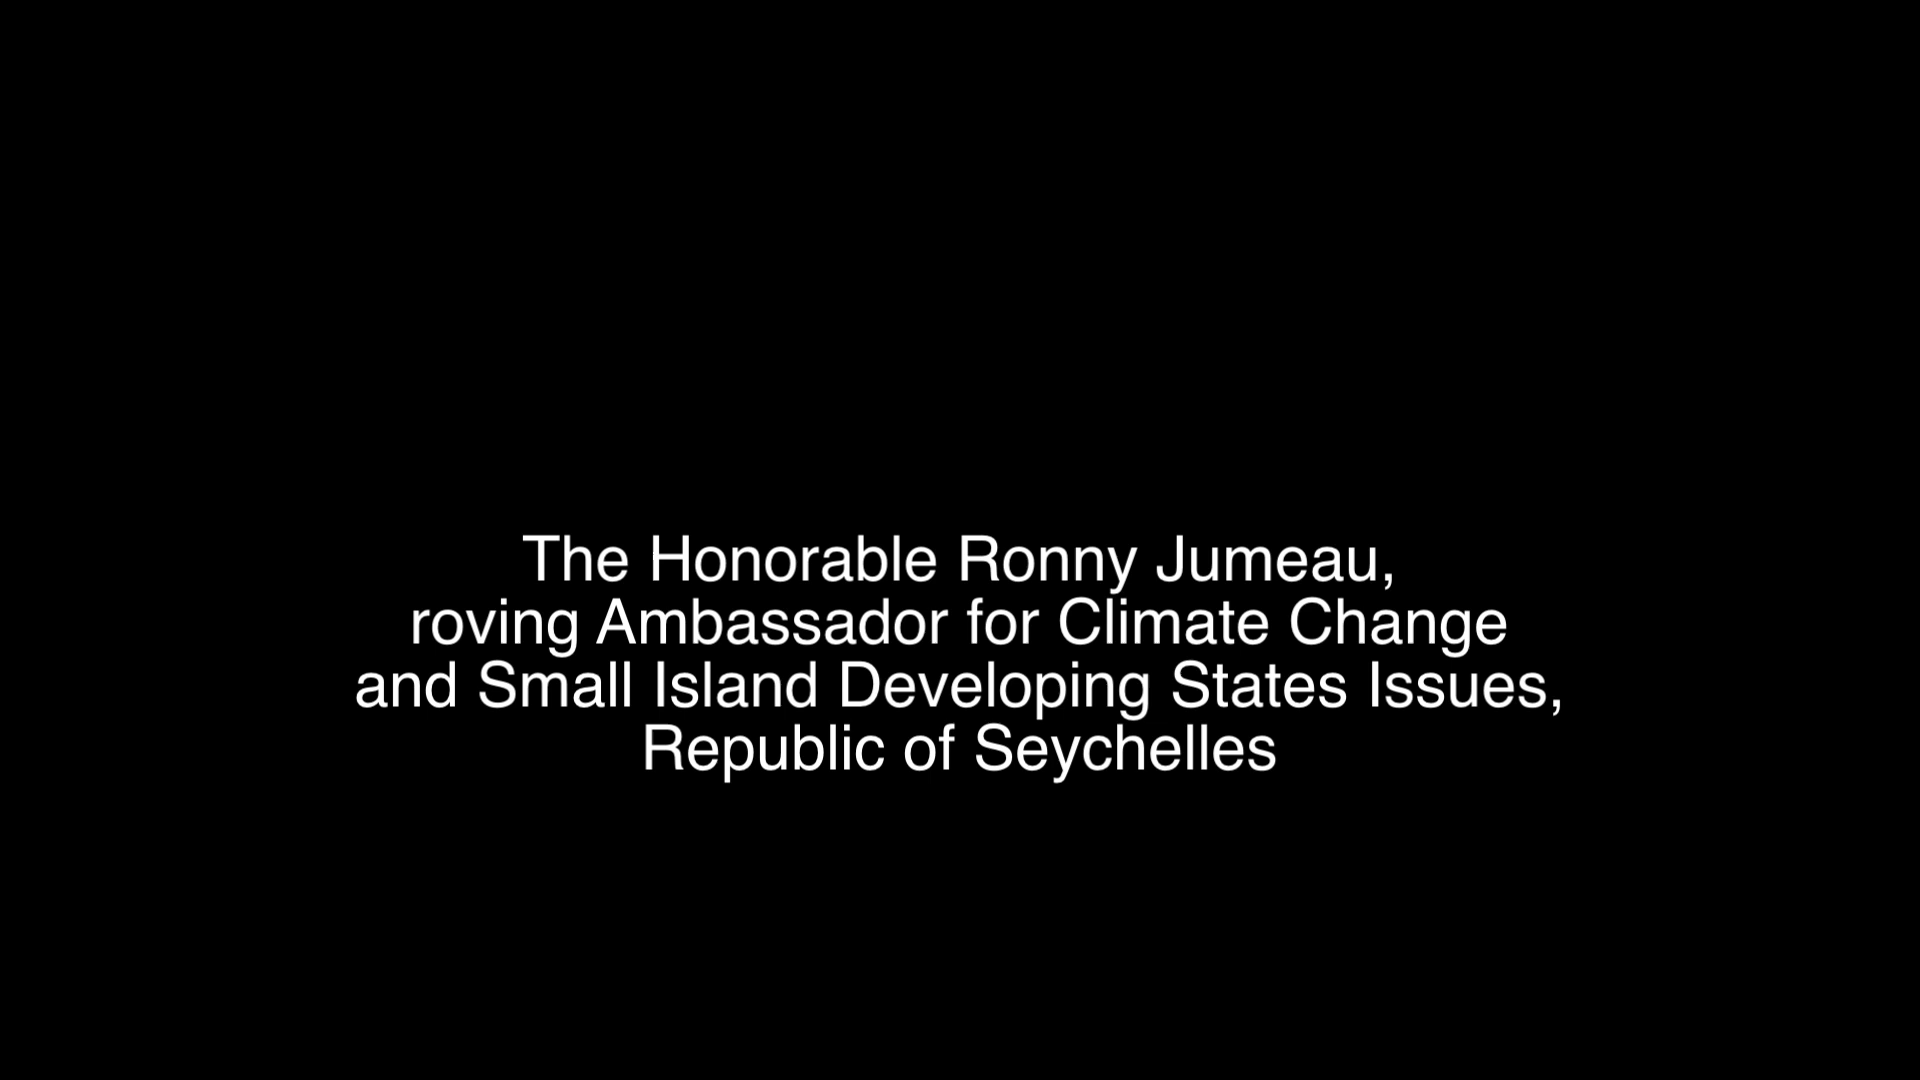 The Honorable Ronny Jumeau,
roving Ambassador for Climate Change
and Small Island Developing States Issues,
Republic of Seychelles